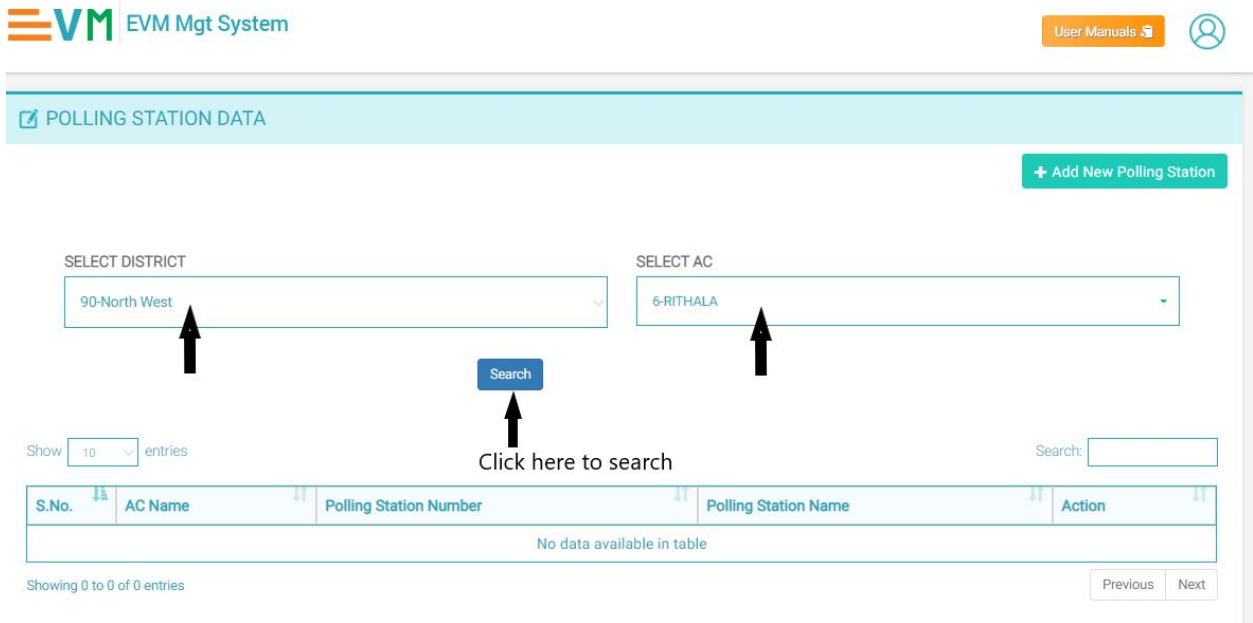 EVM EVM Mgt System
User Manuals
POLLING STATION DATA
+ Add New Polling Station
SELECT DISTRICT SELECT AC
90-North West 6-RITHALA
Search
Click here to search
Show 10 entries Search:
S.No. AC Name Polling Station Number Polling Station Name Action
No data available in table
Showing 0 to 0 of 0 entries Previous Next